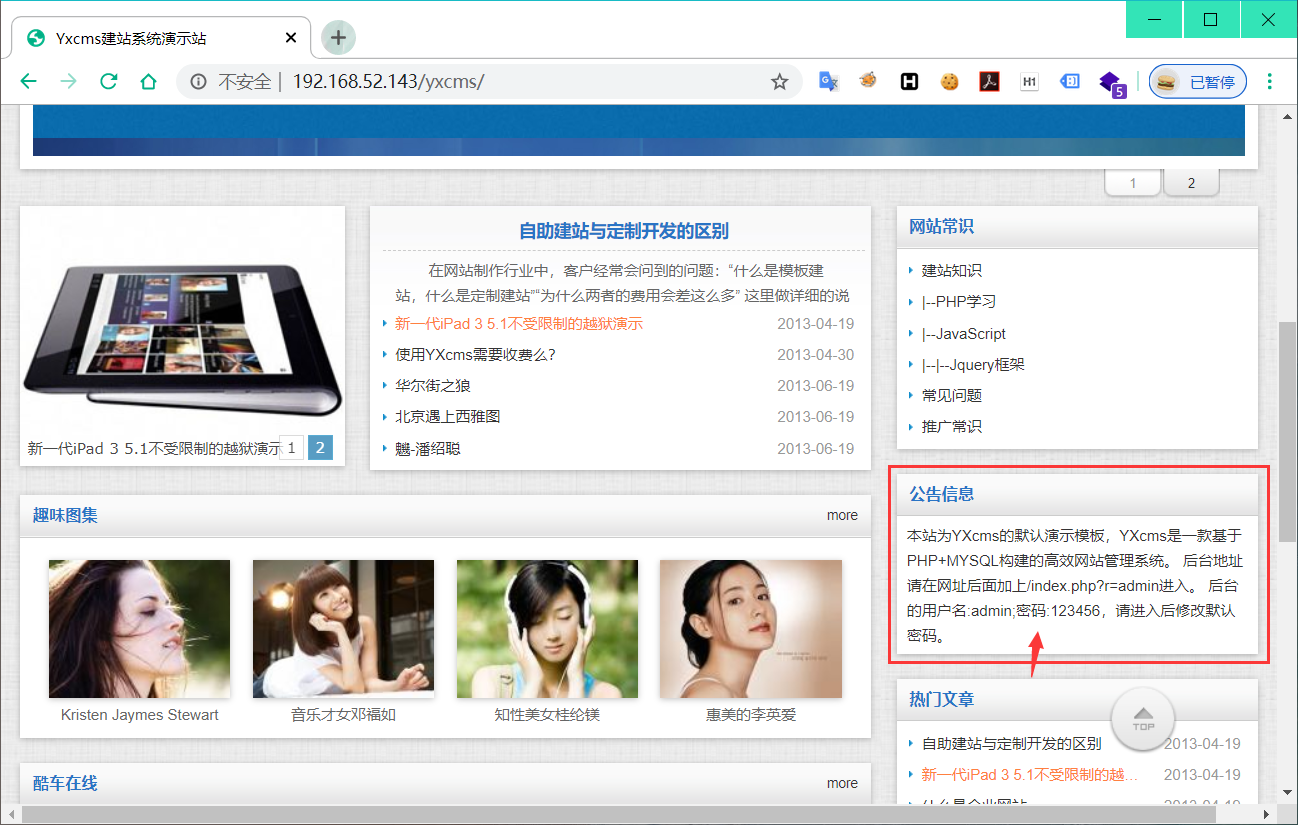 Yxcms建站系统演示站
不安全 | 192.168.52.143/yxcms/
H1
5
已暂停
1 2
自助建站与定制开发的区别
在网站制作行业中，客户经常会问到的问题：“什么是模板建
站，什么是定制建站”“为什么两者的费用会差这么多” 这里做详细的说
新一代iPad 3 5.1不受限制的越狱演示 2013-04-19
使用YXcms需要收费么？ 2013-04-30
华尔街之狼 2013-06-19
北京遇上西雅图 2013-06-19
魑-潘绍聪 2013-06-19
新一代iPad 3 5.1不受限制的越狱演示 1 2
网站常识
建站知识
|--PHP学习
|--JavaScript
|--|--Jquery框架
常见问题
推广常识
公告信息
本站为YXcms的默认演示模板，YXcms是一款基于
PHP+MYSQL构建的高效网站管理系统。 后台地址
请在网址后面加上/index.php?r=admin进入。 后台
的用户名:admin;密码:123456，请进入后修改默认
密码。
趣味图集 more
Kristen Jaymes Stewart
音乐才女邓福如
知性美女桂纶镁
惠美的李英爱
热门文章
TOP
自助建站与定制开发的区别 2013-04-19
新一代iPad 3 5.1不受限制的越... 2013-04-19
什么是企业网站 2013-04-19
酷车在线 more